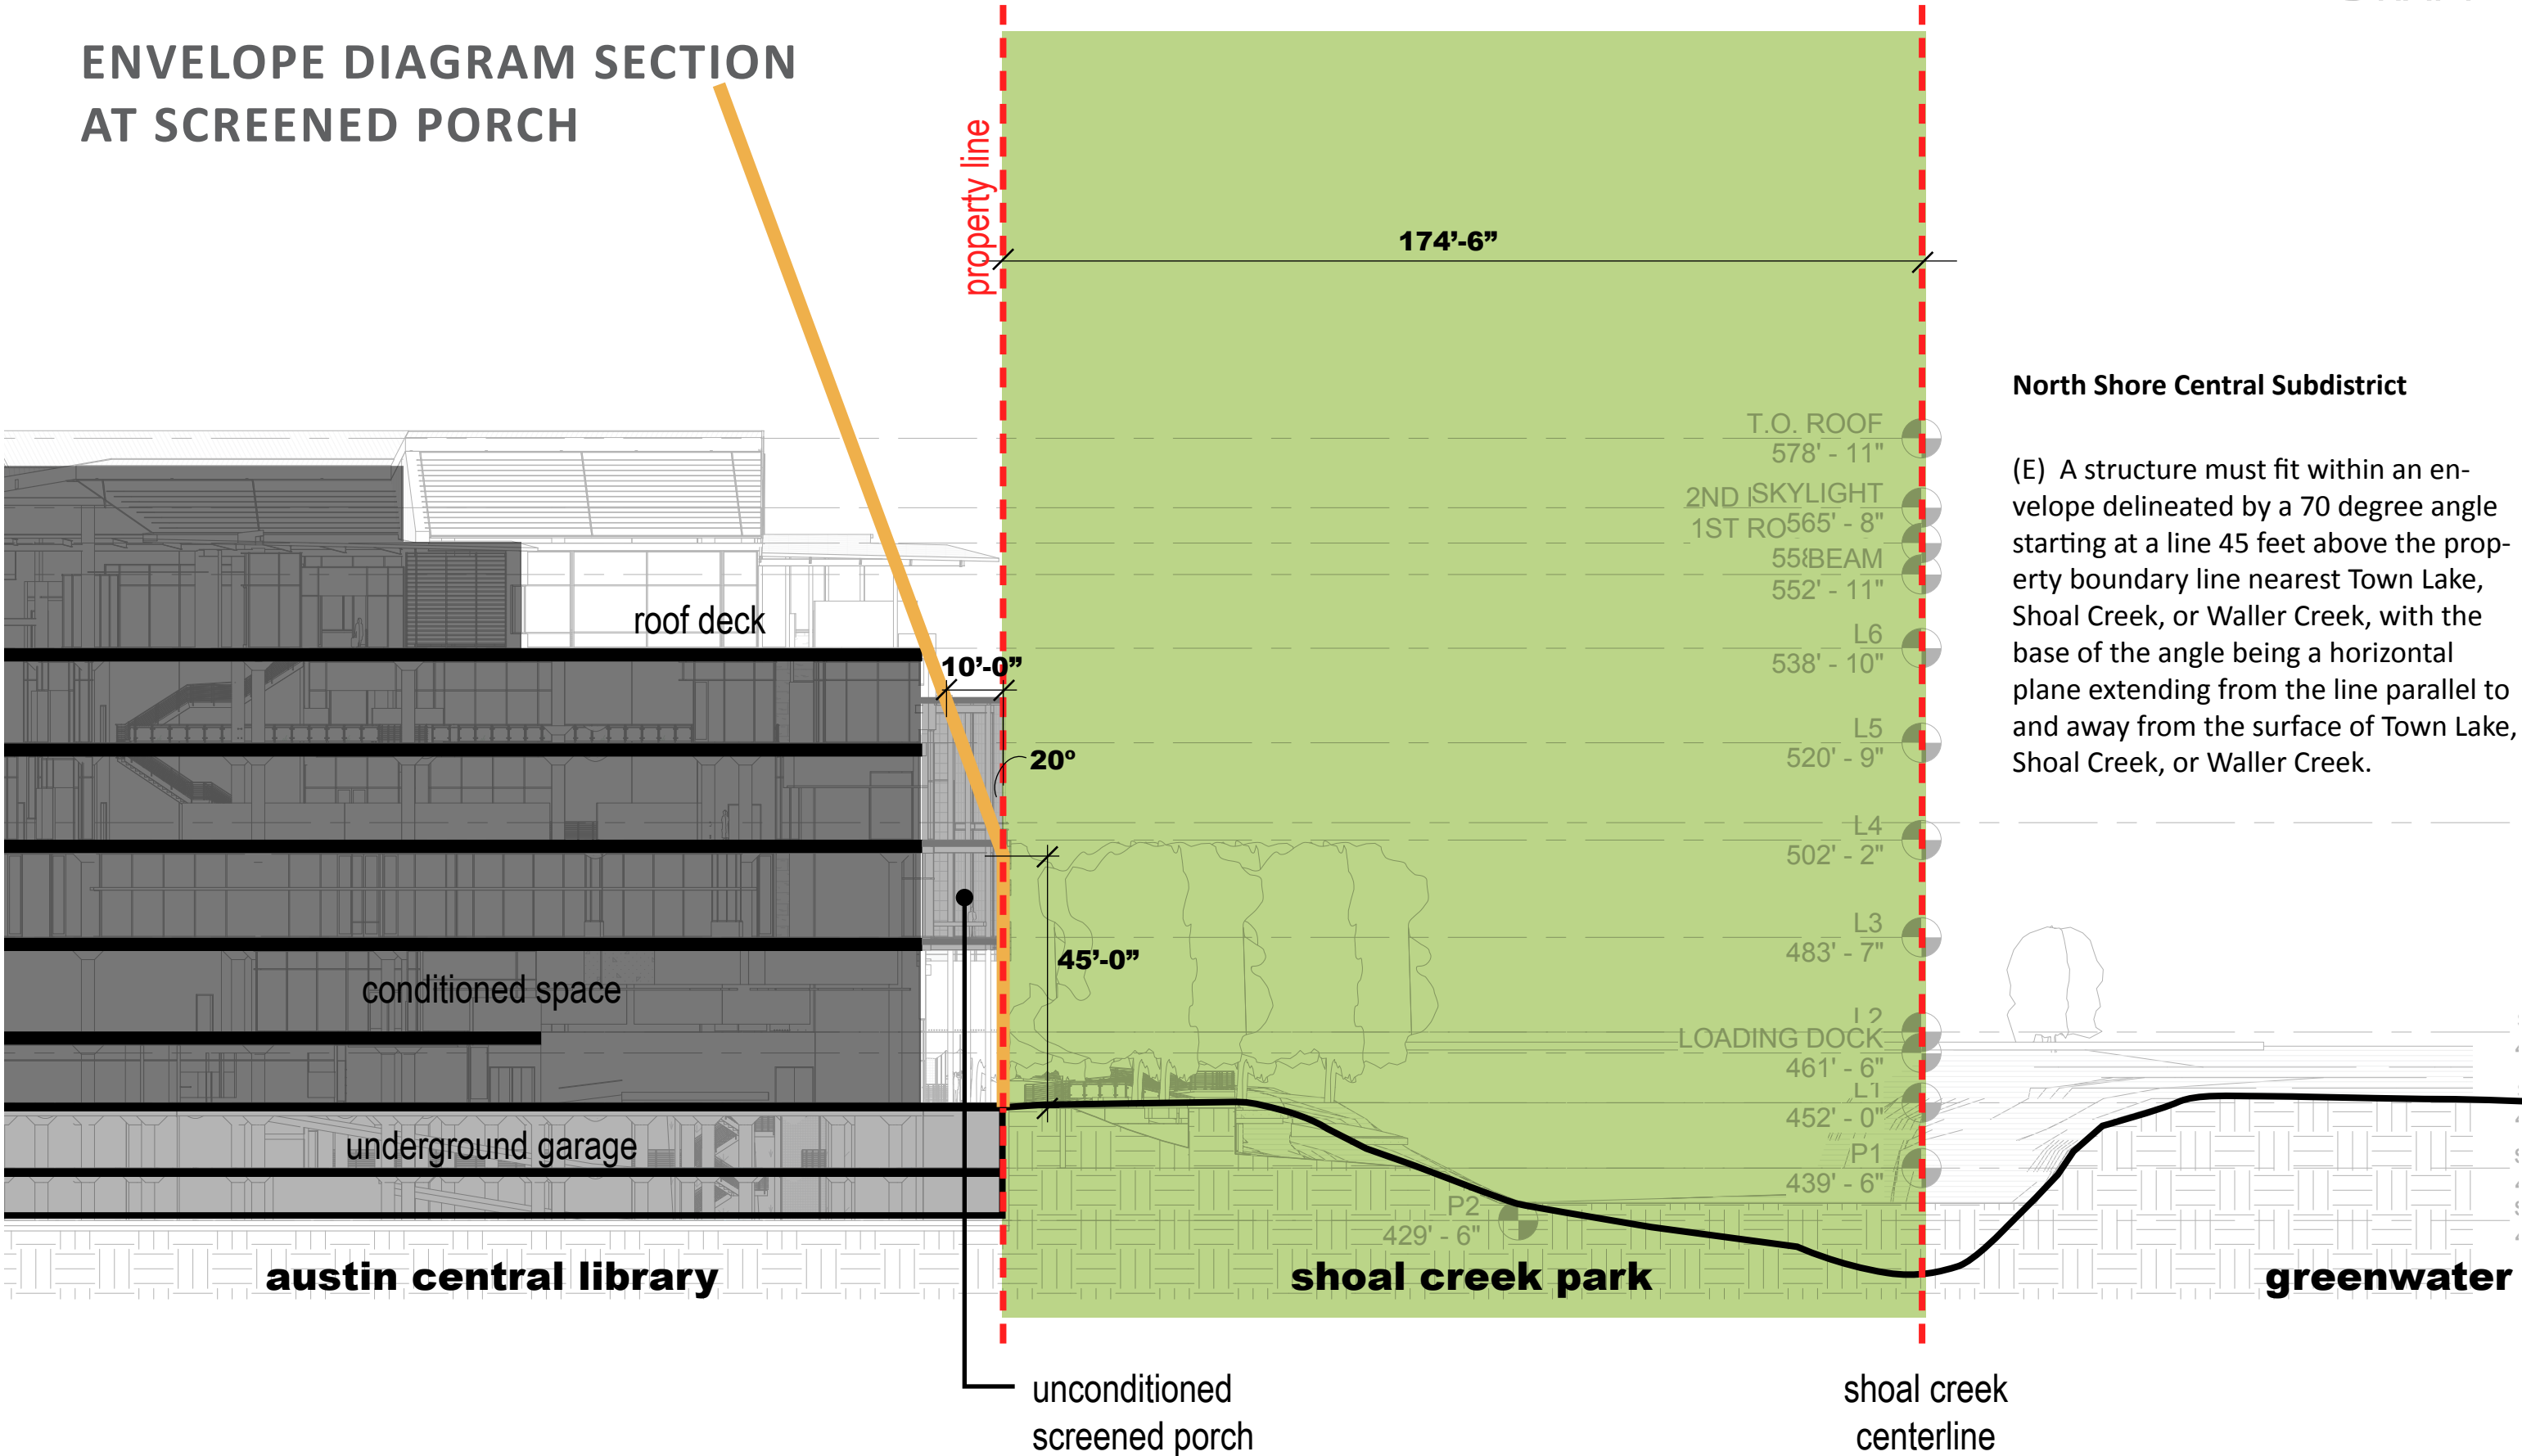 ENVELOPE DIAGRAM SECTION
AT SCREENED PORCH
property line
174’-6”
North Shore Central Subdistrict
(E) A structure must fit within an en-
velope delineated by a 70 degree angle
starting at a line 45 feet above the prop-
erty boundary line nearest Town Lake,
Shoal Creek, or Waller Creek, with the
base of the angle being a horizontal
plane extending from the line parallel to
and away from the surface of Town Lake,
Shoal Creek, or Waller Creek.
T.O. ROOF
578' - 11"
2ND SKYLIGHT
1ST RO 565' - 8"
558 BEAM
552' - 11"
roof deck
L6
538' - 10"
10’-0”
L5
520' - 9"
20º
L4
502' - 2"
L3
483' - 7"
45’-0”
conditioned space
L2
LOADING DOCK
461' - 6"
L1
452' - 0"
underground garage
P1
439' - 6"
P2
429' - 6"
austin central library
shoal creek park
greenwater
unconditioned
screened porch
shoal creek
centerline